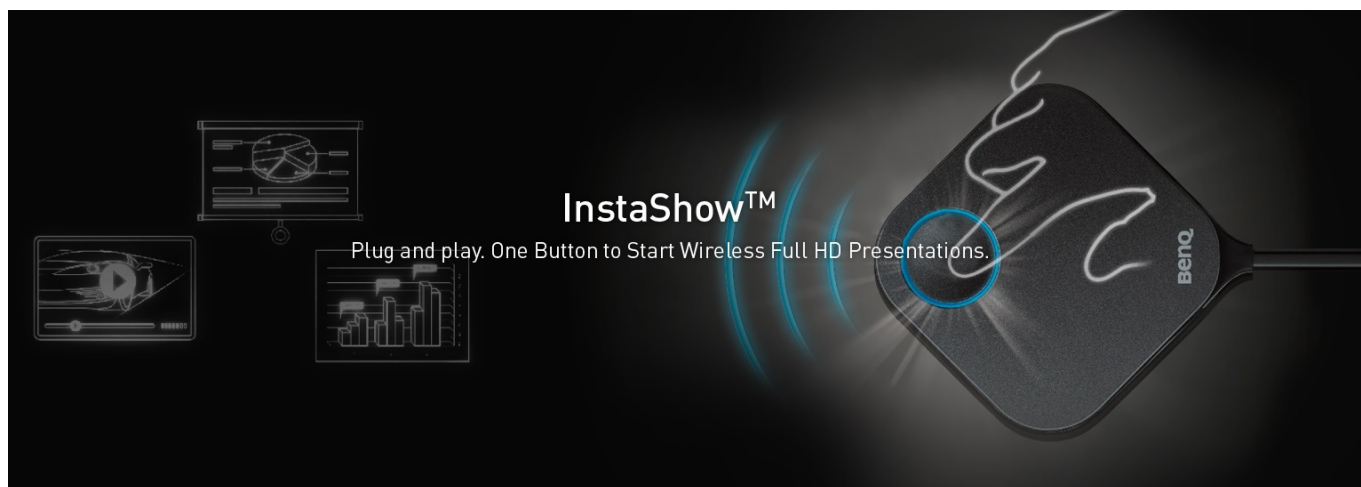 InstaShow™
Plug and play. One Button to Start Wireless Full HD Presentations.
BenQ